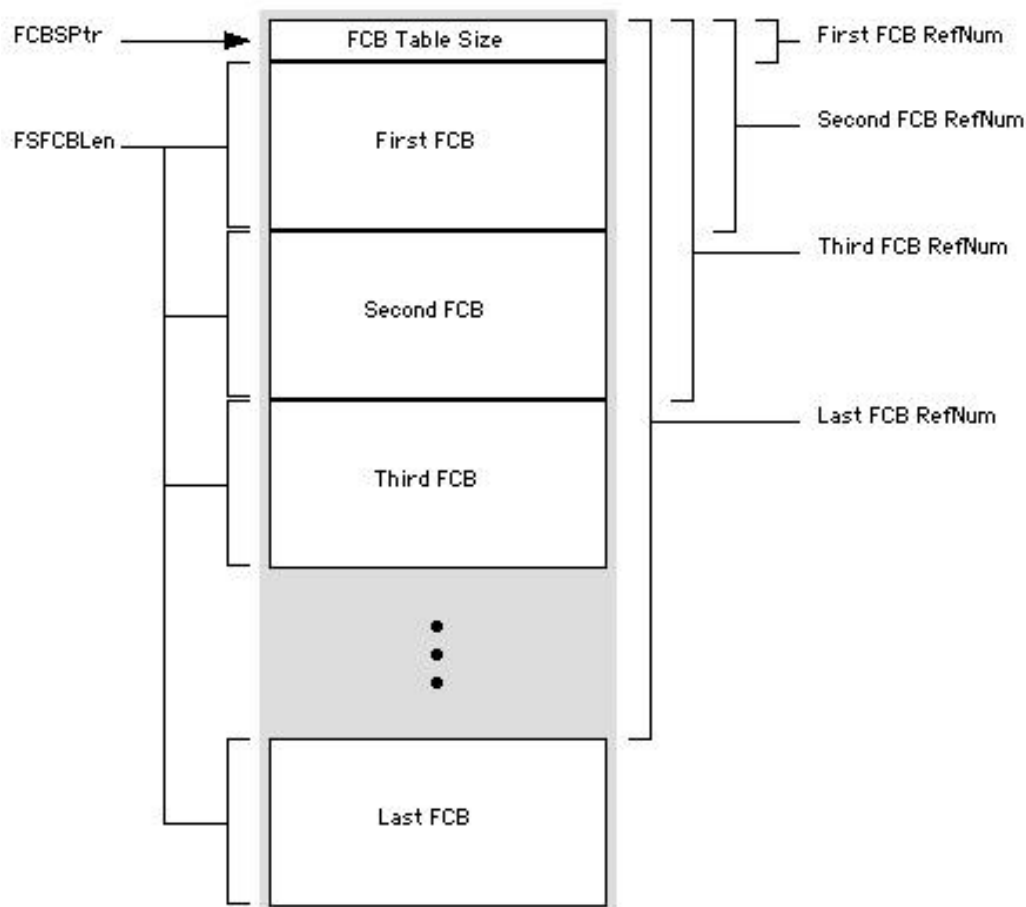 FCBSPtr
FCB Table Size
First FCB RefNum
FSFCBLen
First FCB
Second FCB RefNum
Second FCB
Third FCB RefNum
Third FCB
Last FCB RefNum
Last FCB